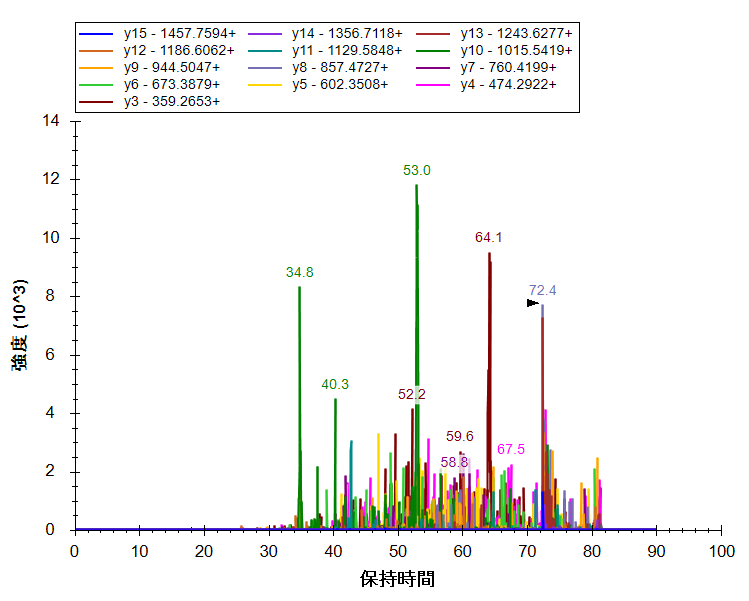 y15 - 1457.7594+ y14 - 1356.7118+ y13 - 1243.6277+
y12 - 1186.6062+ y11 - 1129.5848+ y10 - 1015.5419+
y9 - 944.5047+ y8 - 857.4727+ y7 - 760.4199+
y6 - 673.3879+ y5 - 602.3508+ y4 - 474.2922+
y3 - 359.2653+
14
12
10
8
6
4
2
0
強度 (10^3)
53.0
64.1
34.8
72.4
40.3
52.2
59.6
67.5
58.8
0 10 20 30 40 50 60 70 80 90 100
保持時間